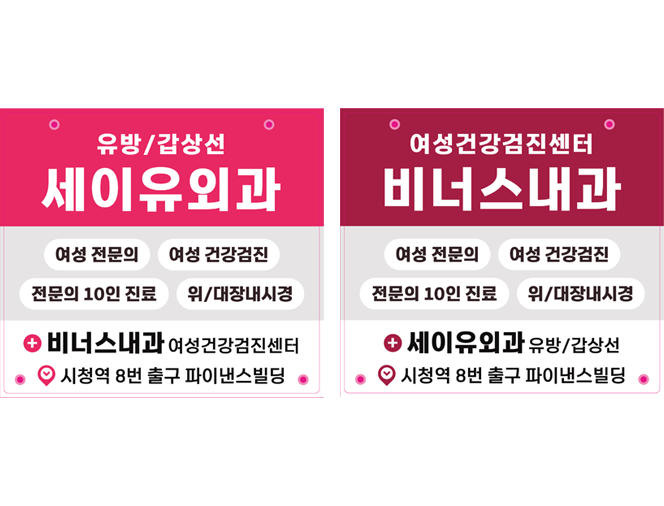 유방/갑상선
세이유외과
여성 전문의 여성 건강검진
전문의 10인 진료 위/대장내시경
비너스내과 여성건강검진센터
시청역 8번 출구 파이낸스빌딩
여성건강검진센터
비너스내과
여성 전문의 여성 건강검진
전문의 10인 진료 위/대장내시경
세이유외과 유방/갑상선
시청역 8번 출구 파이낸스빌딩